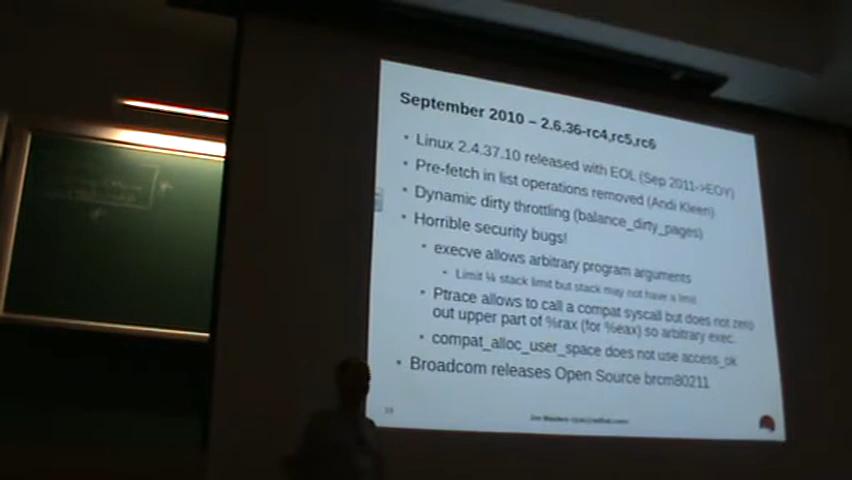 September 2010 – 2.6.36-rc4,rc5,rc6
• Linux 2.4.37.10 released with EOL (Sep 2011->EOY)
• Pre-fetch in list operations removed (Andi Kleen)
• Dynamic dirty throttling (balance_dirty_pages)
• Horrible security bugs!
• execve allows arbitrary program arguments
• Limit ¼ stack limit but stack may not have a limit
• Ptrace allows to call a compat syscall but does not zero
out upper part of %rax (for %eax) so arbitrary exec.
• compat_alloc_user_space does not use access_ok
• Broadcom releases Open Source brcm80211